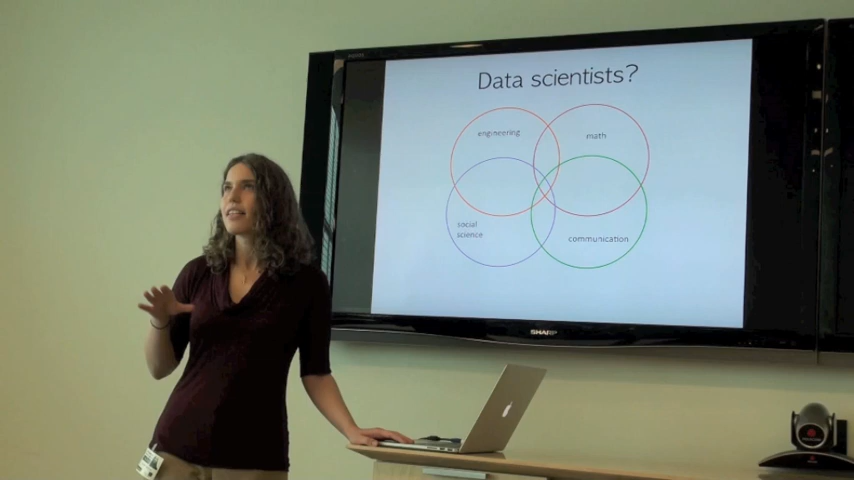 Data scientists?
engineering
math
social
science
communication
SHARP